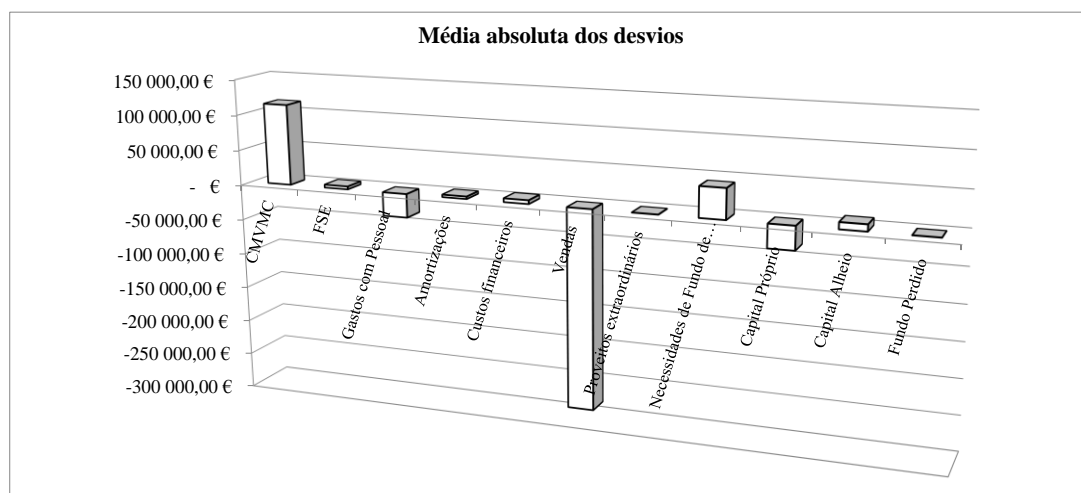 Média absoluta dos desvios
150 000,00 €
100 000,00 €
50 000,00 €
- €
-50 000,00 €
-100 000,00 €
-150 000,00 €
-200 000,00 €
-250 000,00 €
-300 000,00 €
CMVMC
FSE
Gastos com Pessoal
Amortizações
Custos financeiros
Vendas
Proveitos extraordinários
Necessidades de Fundo de…
Capital Próprio
Capital Alheio
Fundo Perdido